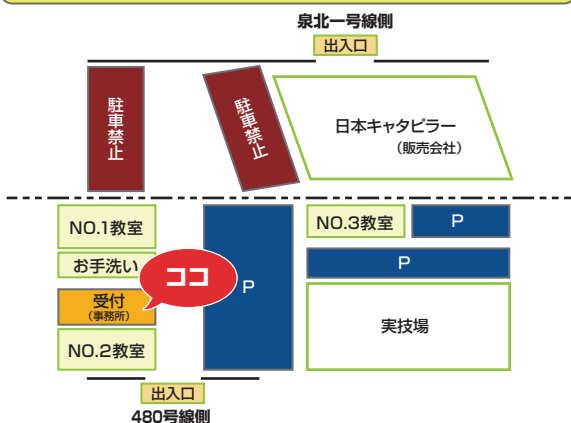 泉北一号線側
出入口
駐車禁止
駐車禁止
日本キャタピラー
（販売会社）
NO.1教室
NO.3教室
P
お手洗い
ココ
P
P
受付
（事務所）
実技場
NO.2教室
出入口
480号線側